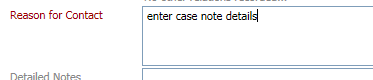 Reason for Contact
enter case note details
Detailed Notes